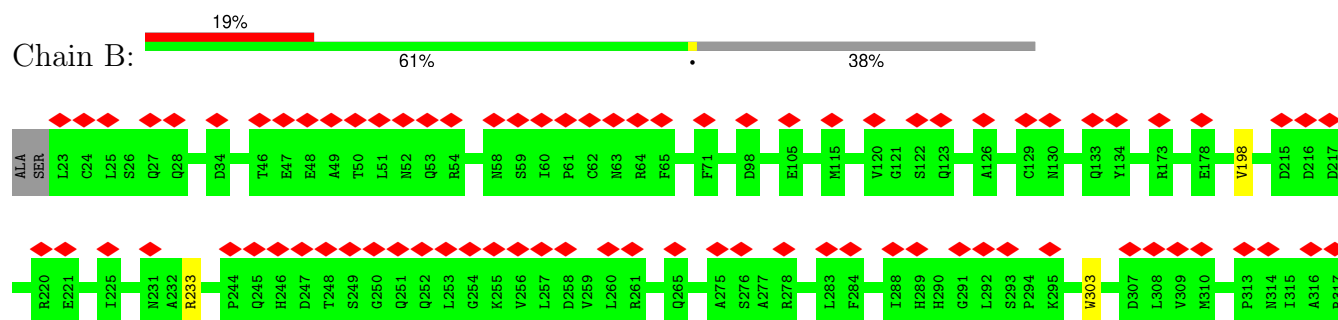 19%
Chain B:
61% • 38%
ALA SER L23 C24 L25 S26 Q27 Q28 D34 T46 E47 E48 A49 T50 L51 N52 Q53 R54 N58 S59 I60 P61 C62 N63 R64 F65 F71 D98 E105 M115 V120 G121 S122 Q123 A126 C129 N130 Q133 Y134 R173 E178 V198 D215 D216 D217
R220 E221 I225 N231 A232 R233 P244 Q245 H246 D247 T248 S249 G250 Q251 Q252 L253 G254 K255 V256 L257 D258 V259 L260 R261 Q265 A275 S276 A277 R278 L283 F284 I288 H289 H290 G291 L292 S293 P294 K295 W303 D307 L308 V309 M310 P313 N314 I315 A316